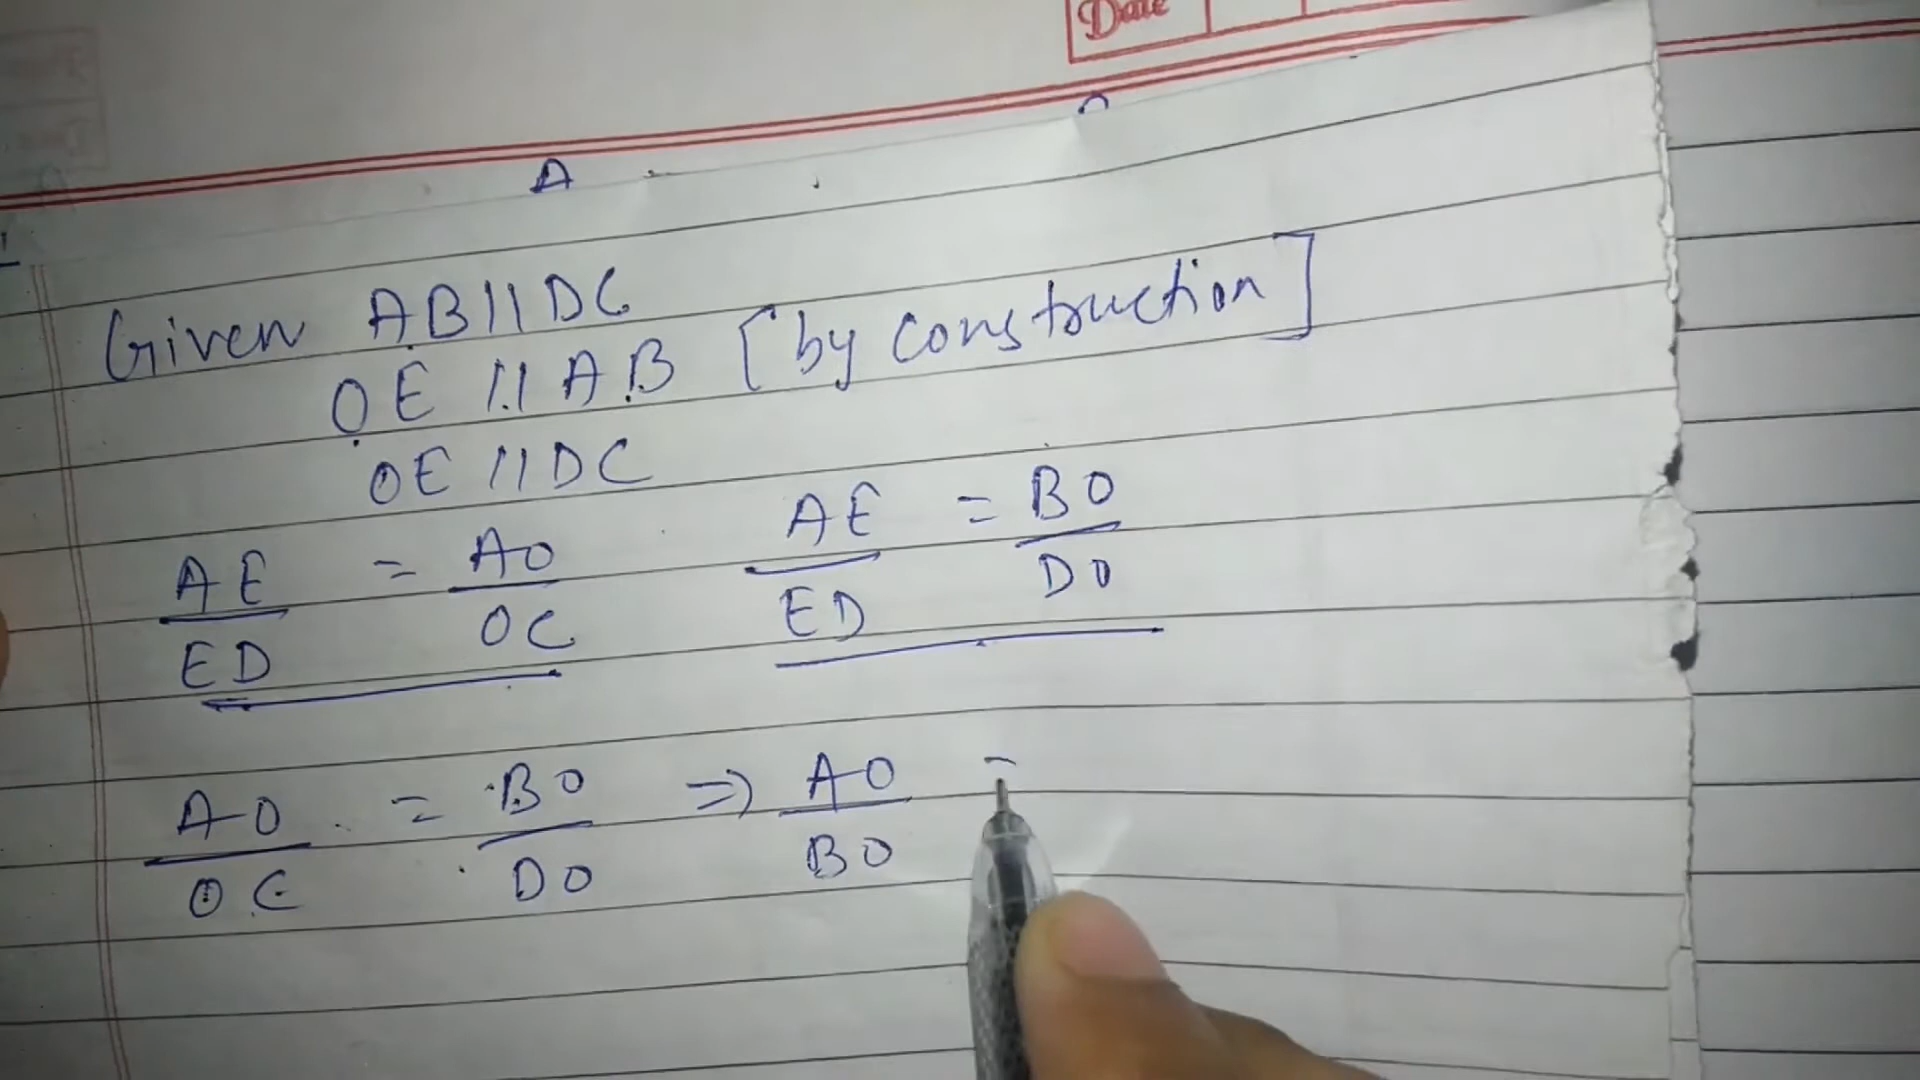 Date
A
Given AB || DC
OE || AB [by construction]
OE || DC
AE/ED = AO/OC    AE/ED = BO/DO
AO/OC = BO/DO => AO/BO =